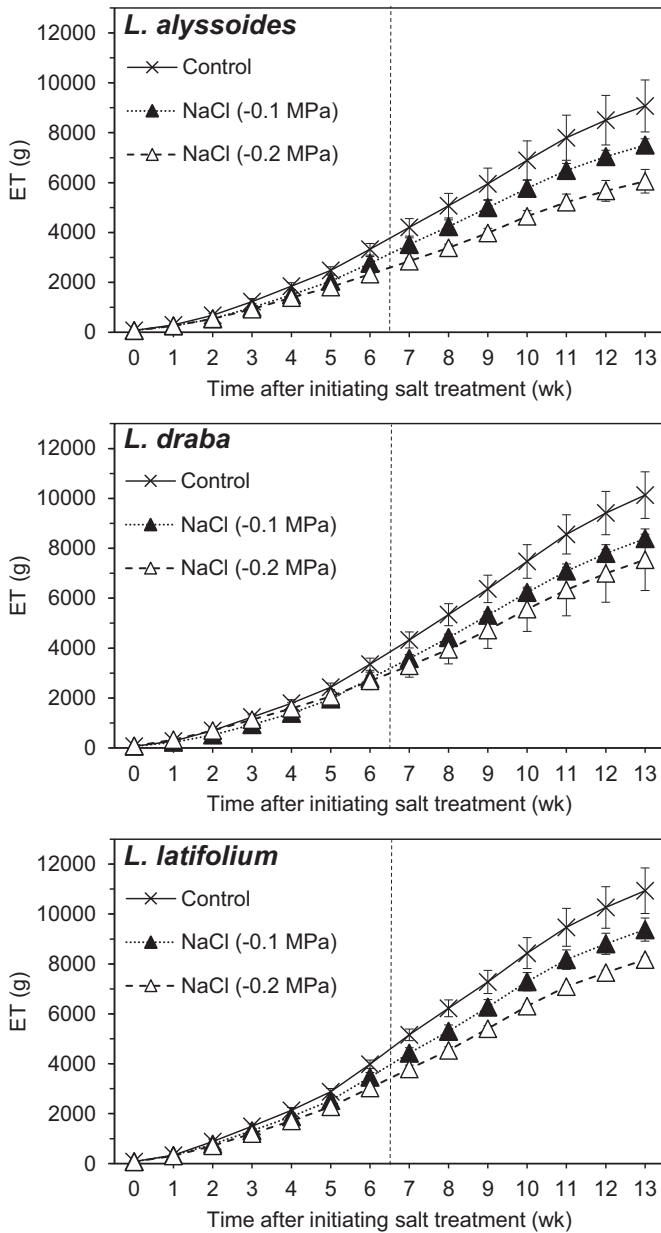 L. alyssoides
Control
NaCl (-0.1 MPa)
NaCl (-0.2 MPa)
ET (g)
12000
10000
8000
6000
4000
2000
0
0 1 2 3 4 5 6 7 8 9 10 11 12 13
Time after initiating salt treatment (wk)
L. draba
Control
NaCl (-0.1 MPa)
NaCl (-0.2 MPa)
ET (g)
12000
10000
8000
6000
4000
2000
0
0 1 2 3 4 5 6 7 8 9 10 11 12 13
Time after initiating salt treatment (wk)
L. latifolium
Control
NaCl (-0.1 MPa)
NaCl (-0.2 MPa)
ET (g)
12000
10000
8000
6000
4000
2000
0
0 1 2 3 4 5 6 7 8 9 10 11 12 13
Time after initiating salt treatment (wk)